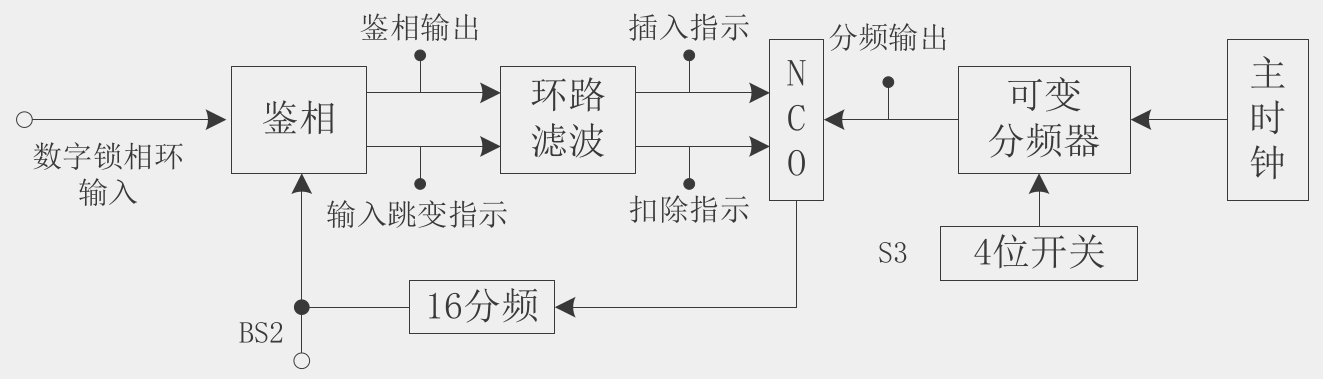 鉴相输出
插入指示
分频输出
鉴相
环路
滤波
N
C
O
可变
分频器
主
时
钟
数字锁相环
输入
输入跳变指示
扣除指示
S3
4位开关
16分频
BS2